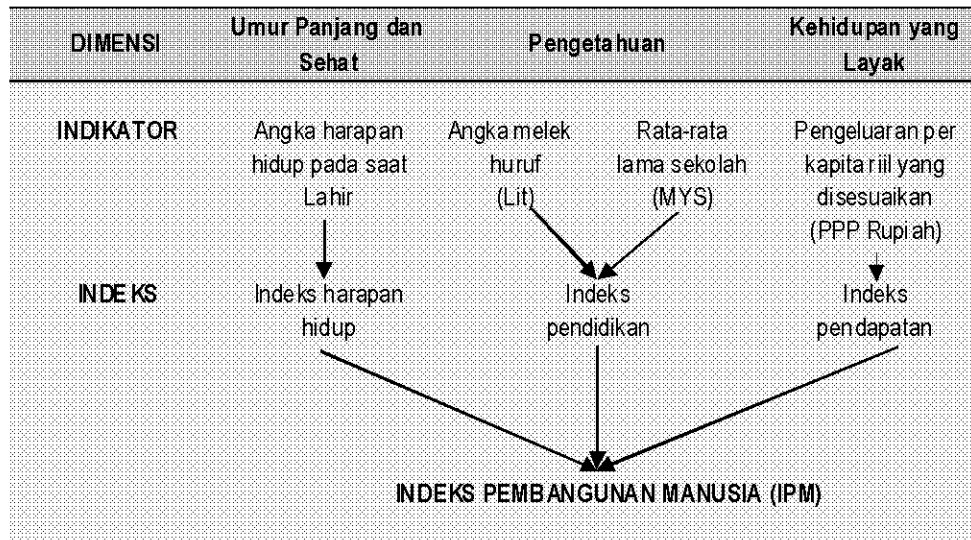 DIMENSI
Umur Panjang dan
Sehat
Pengetahuan
Kehidupan yang
Layak
INDIKATOR
Angka harapan
hidup pada saat
Lahir
Angka melek
huruf
(Lit)
Rata-rata
lama sekolah
(MYS)
Pengeluaran per
kapita riil yang
disesuaikan
(PPP Rupiah)
INDEKS
Indeks harapan
hidup
Indeks
pendidikan
Indeks
pendapatan
INDEKS PEMBANGUNAN MANUSIA (IPM)